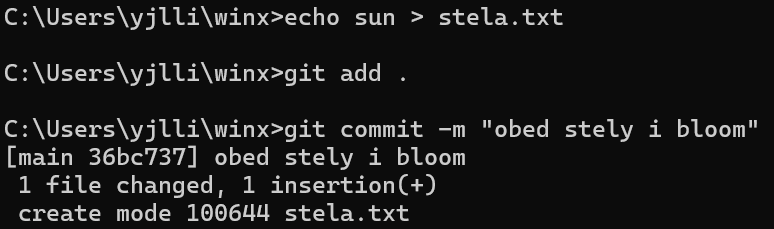 C:\Users\yjlli\winx>echo sun > stela.txt
C:\Users\yjlli\winx>git add .
C:\Users\yjlli\winx>git commit -m "obed stely i bloom"
[main 36bc737] obed stely i bloom
 1 file changed, 1 insertion(+)
 create mode 100644 stela.txt